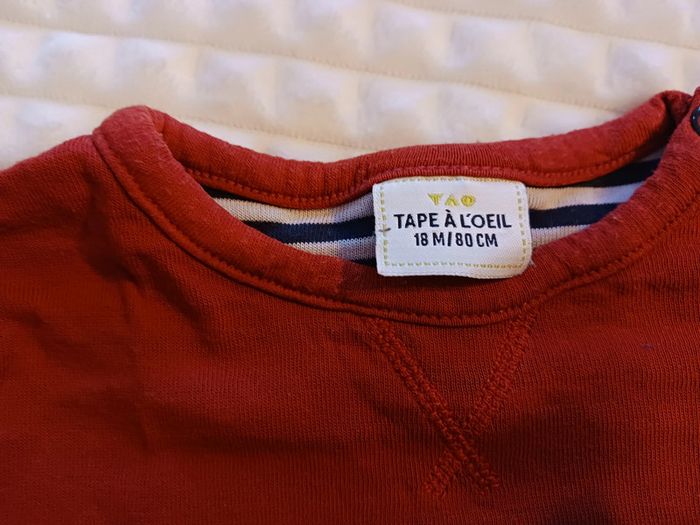 TAO
TAPE À L'OEIL
18 M/80 CM